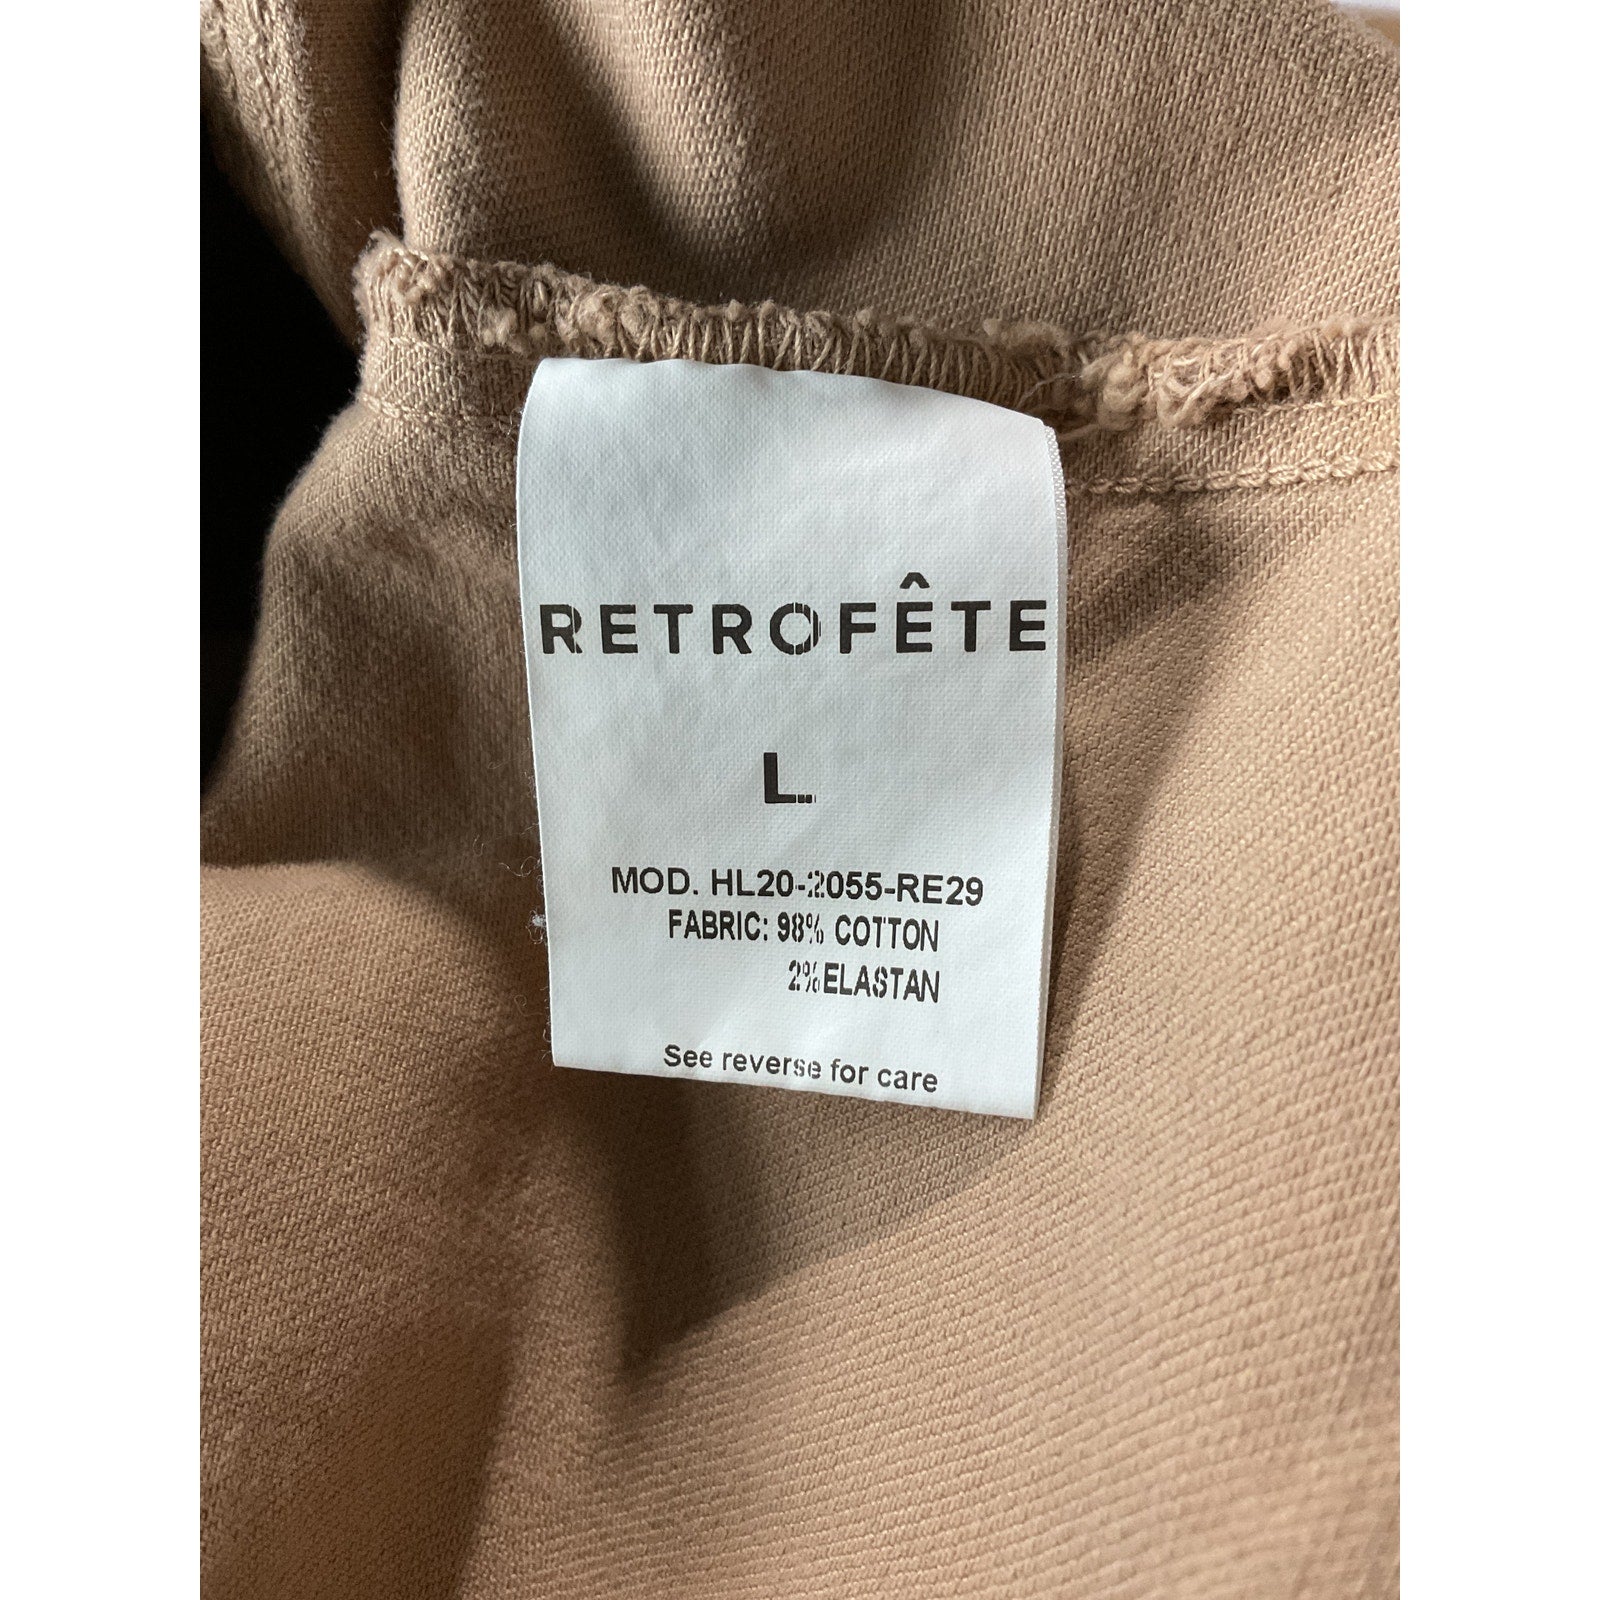 RETROFÊTE
L
MOD. HL20-2055-RE29
FABRIC: 98% COTTON
2%ELASTAN
See reverse for care